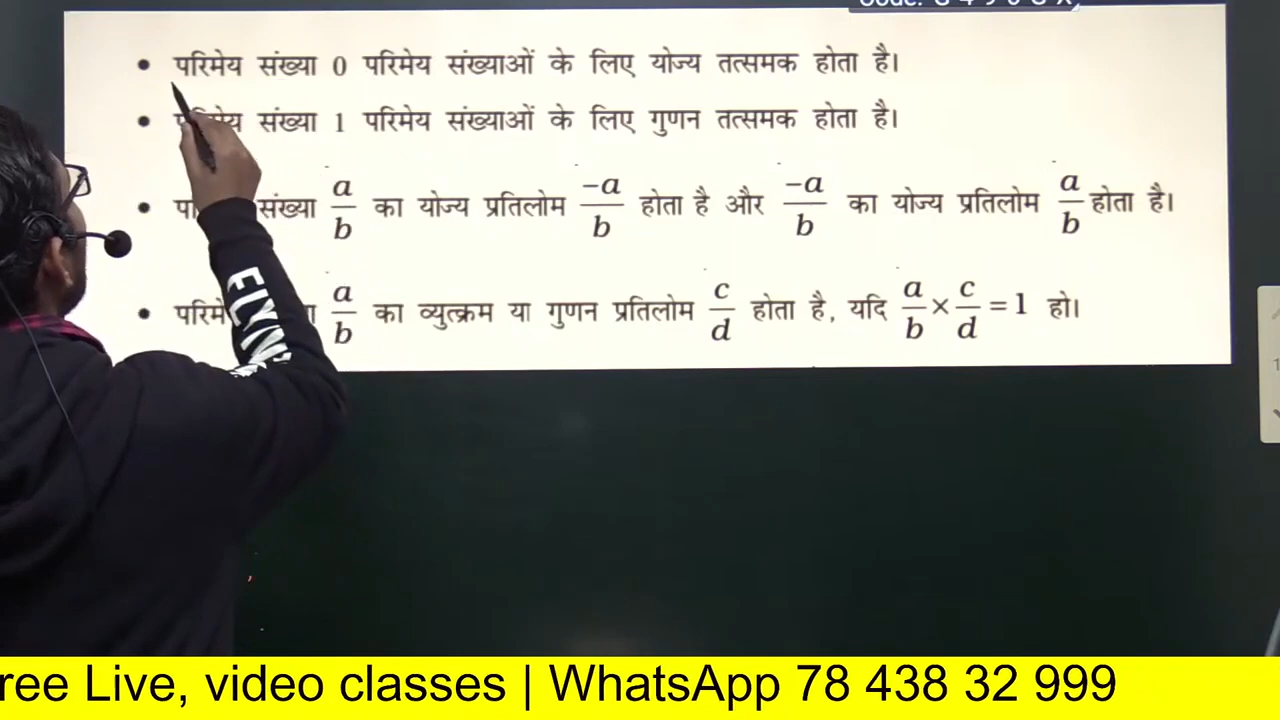 • परिमेय संख्या 0 परिमेय संख्याओं के लिए योज्य तत्समक होता है।
• संख्या 1 परिमेय संख्याओं के लिए गुणन तत्समक होता है।
• संख्या a/b का योज्य प्रतिलोम -a/b होता है और -a/b का योज्य प्रतिलोम a/b होता है।
• a/b का व्युत्क्रम या गुणन प्रतिलोम c/d होता है, यदि a/b × c/d = 1 हो।
ree Live, video classes | WhatsApp 78 438 32 999